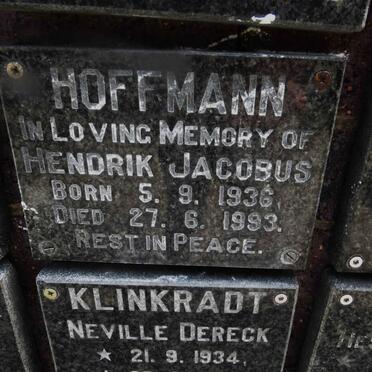 HOFFMANN
IN LOVING MEMORY OF
HENDRIK JACOBUS
BORN 5. 9. 1936.
DIED 27. 6. 1993.
REST IN PEACE.
KLINKRADT
NEVILLE DERECK
* 21. 9. 1934.